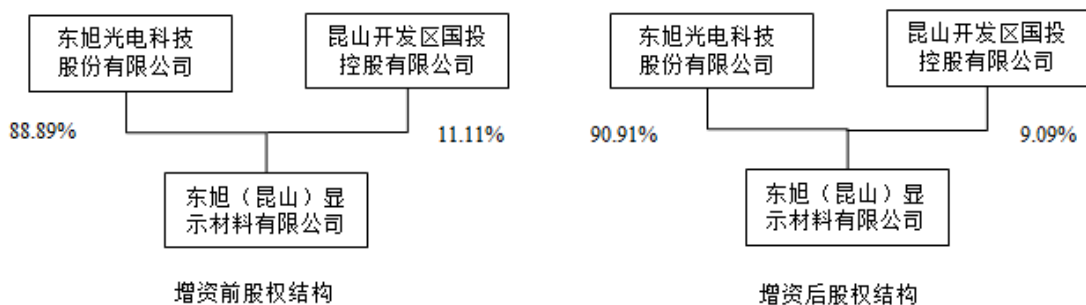 东旭光电科技
股份有限公司
昆山开发区国投
控股有限公司
88.89%
11.11%
东旭（昆山）显
示材料有限公司
增资前股权结构
东旭光电科技
股份有限公司
昆山开发区国投
控股有限公司
90.91%
9.09%
东旭（昆山）显
示材料有限公司
增资后股权结构